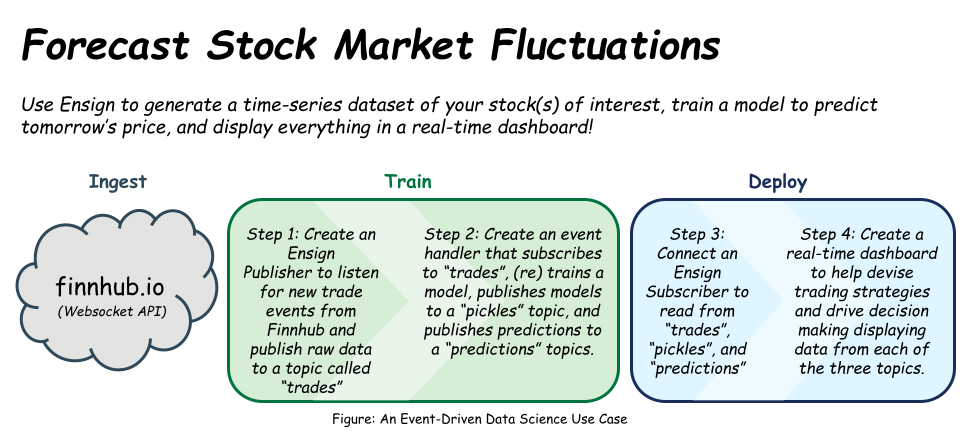 Forecast Stock Market Fluctuations
Use Ensign to generate a time-series dataset of your stock(s) of interest, train a model to predict
tomorrow's price, and display everything in a real-time dashboard!
Ingest
finnhub.io
(Websocket API)
Train
Step 1: Create an
Ensign
Publisher to listen
for new trade
events from
Finnhub and
publish raw data
to a topic called
“trades”
Step 2: Create an event
handler that subscribes
to “trades”, (re) trains a
model, publishes models
to a “pickles” topic, and
publishes predictions to
a “predictions” topics.
Deploy
Step 3:
Connect an
Ensign
Subscriber to
read from
“trades”,
“pickles”, and
“predictions”
Step 4: Create a
real-time dashboard
to help devise
trading strategies
and drive decision
making displaying
data from each of
the three topics.
Figure: An Event-Driven Data Science Use Case